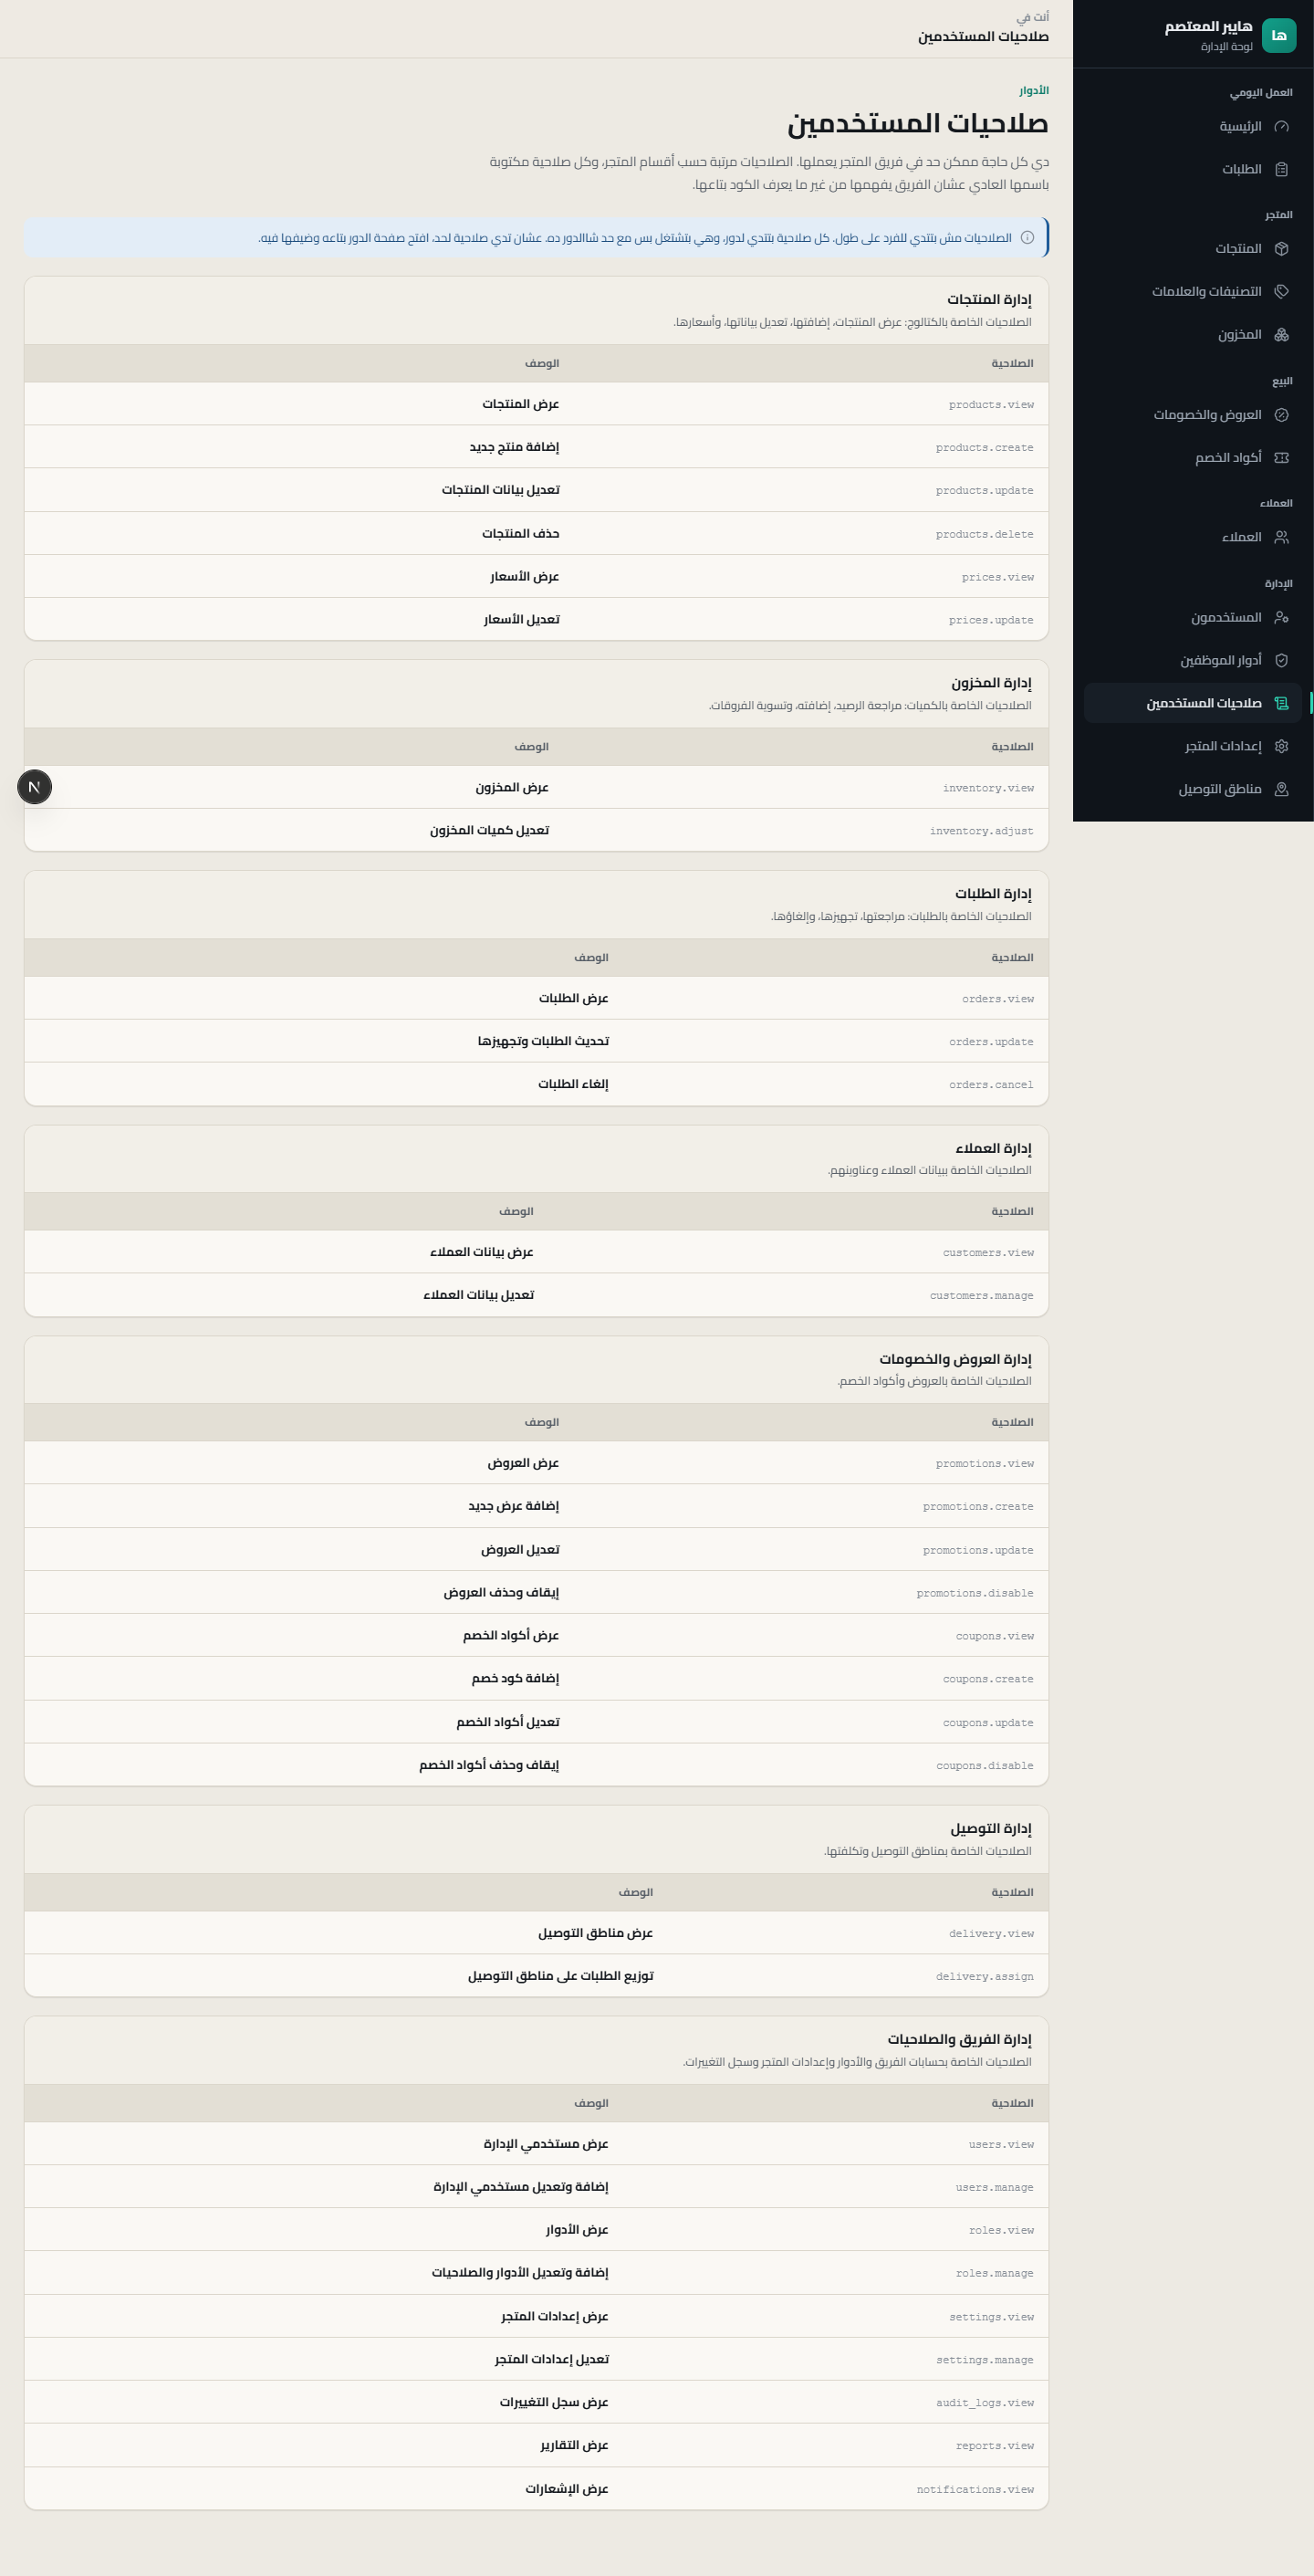 ها
هايبر المعتصم
لوحة الإدارة
العمل اليومي
الرئيسية
الطلبات
المتجر
المنتجات
التصنيفات والعلامات
المخزون
البيع
العروض والخصومات
أكواد الخصم
العملاء
العملاء
الإدارة
المستخدمون
أدوار الموظفين
صلاحيات المستخدمين
إعدادات المتجر
مناطق التوصيل
أنت في
صلاحيات المستخدمين
الأدوار
صلاحيات المستخدمين
دي كل حاجة ممكن حد في فريق المتجر يعملها. الصلاحيات مرتبة حسب أقسام المتجر، وكل صلاحية مكتوبة
باسمها العادي عشان الفريق يفهمها من غير ما يعرف الكود بتاعها.
الصلاحيات مش بتتدي للفرد على طول. كل صلاحية بتتدي لدور، وهي بتشتغل بس مع حد شاالدور ده. عشان تدي صلاحية لحد، افتح صفحة الدور بتاعه وضيفها فيه.
إدارة المنتجات
الصلاحيات الخاصة بالكتالوج: عرض المنتجات، إضافتها، تعديل بياناتها، وأسعارها.
الصلاحية الوصف
products.view عرض المنتجات
products.create إضافة منتج جديد
products.update تعديل بيانات المنتجات
products.delete حذف المنتجات
prices.view عرض الأسعار
prices.update تعديل الأسعار
إدارة المخزون
الصلاحيات الخاصة بالكميات: مراجعة الرصيد، إضافته، وتسوية الفروقات.
الصلاحية الوصف
inventory.view عرض المخزون
inventory.adjust تعديل كميات المخزون
N
إدارة الطلبات
الصلاحيات الخاصة بالطلبات: مراجعتها، تجهيزها، وإلغاؤها.
الصلاحية الوصف
orders.view عرض الطلبات
orders.update تحديث الطلبات وتجهيزها
orders.cancel إلغاء الطلبات
إدارة العملاء
الصلاحيات الخاصة ببيانات العملاء وعناوينهم.
الصلاحية الوصف
customers.view عرض بيانات العملاء
customers.manage تعديل بيانات العملاء
إدارة العروض والخصومات
الصلاحيات الخاصة بالعروض وأكواد الخصم.
الصلاحية الوصف
promotions.view عرض العروض
promotions.create إضافة عرض جديد
promotions.update تعديل العروض
promotions.disable إيقاف وحذف العروض
coupons.view عرض أكواد الخصم
coupons.create إضافة كود خصم
coupons.update تعديل أكواد الخصم
coupons.disable إيقاف وحذف أكواد الخصم
إدارة التوصيل
الصلاحيات الخاصة بمناطق التوصيل وتكلفتها.
الصلاحية الوصف
delivery.view عرض مناطق التوصيل
delivery.assign توزيع الطلبات على مناطق التوصيل
إدارة الفريق والصلاحيات
الصلاحيات الخاصة بحسابات الفريق والأدوار وإعدادات المتجر وسجل التغييرات.
الصلاحية الوصف
users.view عرض مستخدمي الإدارة
users.manage إضافة وتعديل مستخدمي الإدارة
roles.view عرض الأدوار
roles.manage إضافة وتعديل الأدوار والصلاحيات
settings.view عرض إعدادات المتجر
settings.manage تعديل إعدادات المتجر
audit_logs.view عرض سجل التغييرات
reports.view عرض التقارير
notifications.view عرض الإشعارات